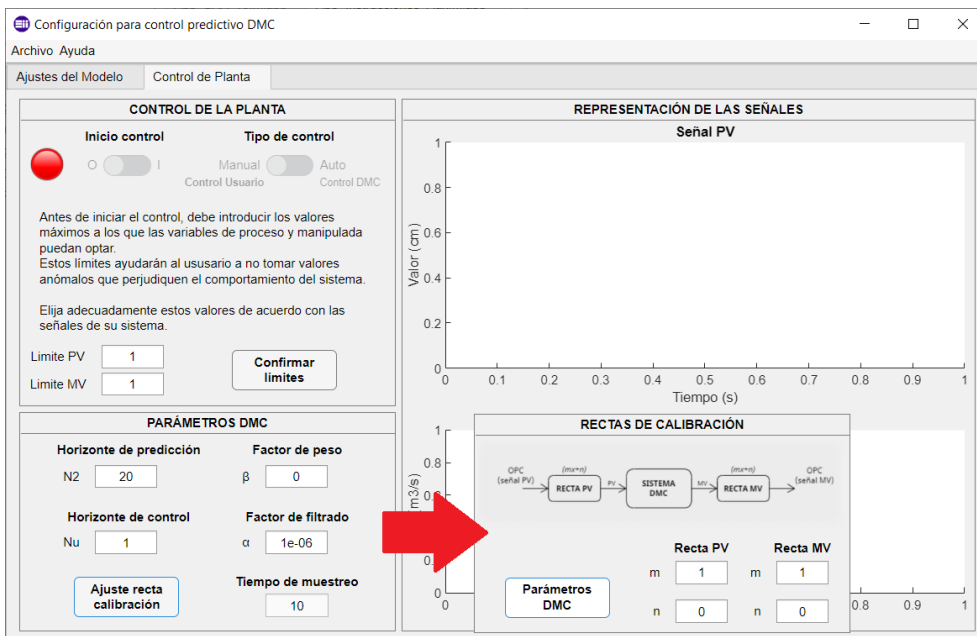 Configuración para control predictivo DMC
Archivo Ayuda
Ajustes del Modelo Control de Planta
CONTROL DE LA PLANTA
Inicio control Tipo de control
O I Manual Auto
Control Usuario Control DMC
Antes de iniciar el control, debe introducir los valores
máximos a los que las variables de proceso y manipulada
puedan optar.
Estos límites ayudarán al ususario a no tomar valores
anómalos que perjudiquen el comportamiento del sistema.
Elija adecuadamente estos valores de acuerdo con las
señales de su sistema.
Limite PV 1
Limite MV 1
Confirmar
limites
PARÁMETROS DMC
Horizonte de predicción Factor de peso
N2 20 β 0
Horizonte de control Factor de filtrado
Nu 1 α 1e-06
Ajuste recta
calibración
Tiempo de muestreo
10
REPRESENTACIÓN DE LAS SEÑALES
Señal PV
1
0.8
0.6
0.4
0.2
0
Valor (cm)
0 0.1 0.2 0.3 0.4 0.5 0.6 0.7 0.8 0.9 1
Tiempo (s)
1
0.8
0
0
m3/s)
0.8 0.9 1
RECTAS DE CALIBRACIÓN
OPC
(señal PV)
(mx+n)
RECTA PV
PV
SISTEMA
DMC
MV
(mx+n)
RECTA MV
OPC
(señal MV)
Recta PV Recta MV
m 1 m 1
n 0 n 0
Parámetros
DMC